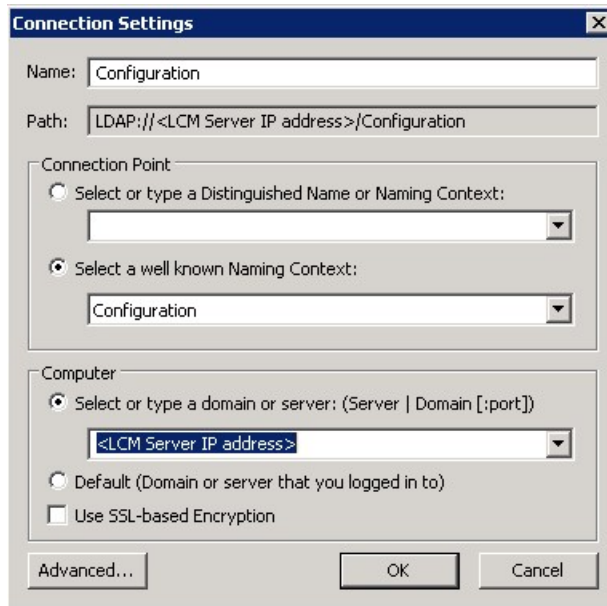 Connection Settings
Name: Configuration
Path: LDAP://<LCM Server IP address>/Configuration
Connection Point
Select or type a Distinguished Name or Naming Context:
Select a well known Naming Context:
Configuration
Computer
Select or type a domain or server: (Server | Domain [:port])
<LCM Server IP address>
Default (Domain or server that you logged in to)
Use SSL-based Encryption
Advanced... OK Cancel